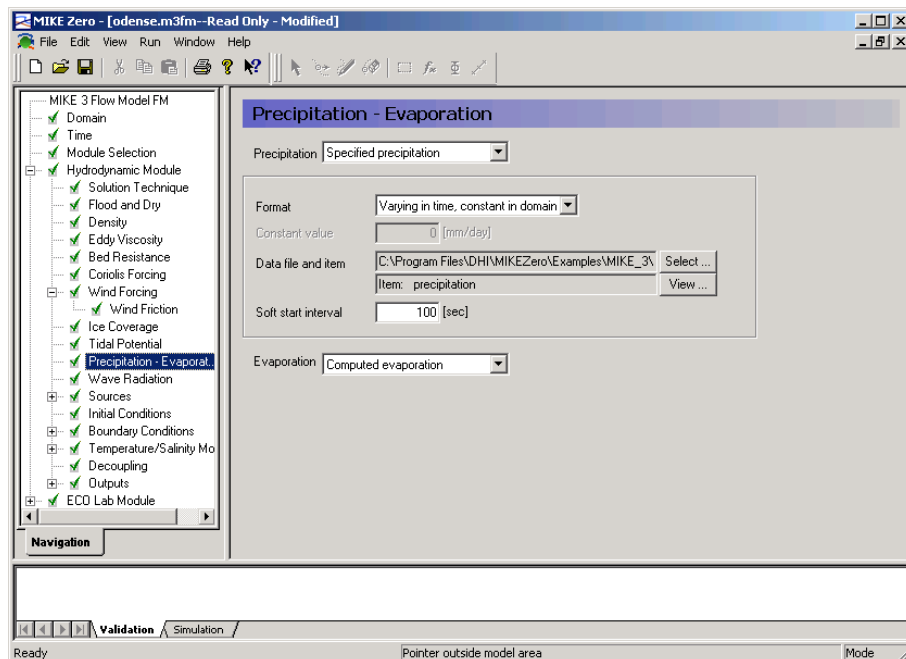 MIKE Zero - [odense.m3fm--Read Only - Modified]
File Edit View Run Window Help
MIKE 3 Flow Model FM
Domain
Time
Module Selection
Hydrodynamic Module
Solution Technique
Flood and Dry
Density
Eddy Viscosity
Bed Resistance
Coriolis Forcing
Wind Forcing
Wind Friction
Ice Coverage
Tidal Potential
Precipitation - Evaporat..
Wave Radiation
Sources
Initial Conditions
Boundary Conditions
Temperature/Salinity Mo
Decoupling
Outputs
ECO Lab Module
Navigation
Precipitation - Evaporation
Precipitation Specified precipitation
Format Varying in time, constant in domain
Constant value 0 [mm/day]
Data file and item C:\Program Files\DHI\MIKEZero\Examples\MIKE_3\ Select ...
Item: precipitation View ...
Soft start interval 100 [sec]
Evaporation Computed evaporation
Validation Simulation
Ready Pointer outside model area Mode